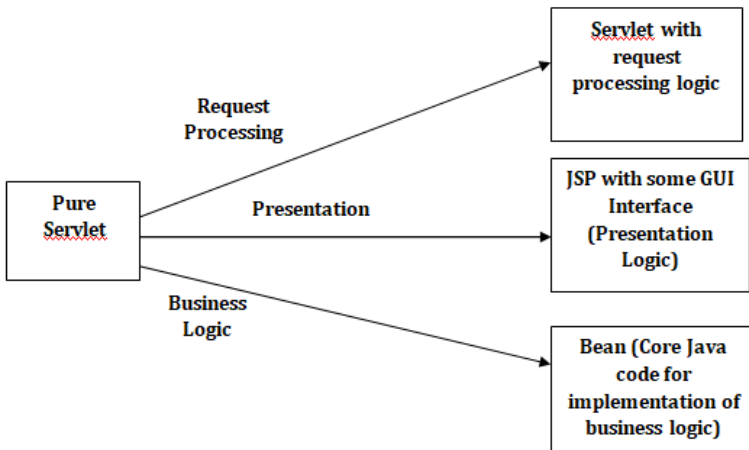 Pure
Servlet
Request
Processing
Servlet with
request
processing logic
Presentation
JSP with some GUI
Interface
(Presentation
Logic)
Business
Logic
Bean (Core Java
code for
implementation of
business logic)